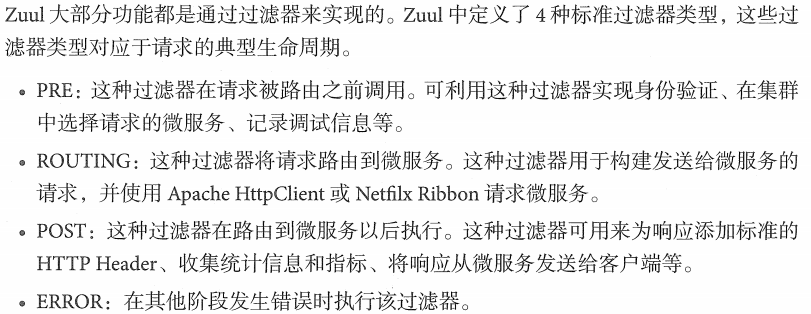 Zuul 大部分功能都是通过过滤器来实现的。Zuul 中定义了 4 种标准过滤器类型，这些过
滤器类型对应于请求的典型生命周期。
• PRE：这种过滤器在请求被路由之前调用。可利用这种过滤器实现身份验证、在集群
中选择请求的微服务、记录调试信息等。
• ROUTING：这种过滤器将请求路由到微服务。这种过滤器用于构建发送给微服务的
请求，并使用 Apache HttpClient 或 Netfilx Ribbon 请求微服务。
• POST：这种过滤器在路由到微服务以后执行。这种过滤器可用来为响应添加标准的
HTTP Header、收集统计信息和指标、将响应从微服务发送给客户端等。
• ERROR：在其他阶段发生错误时执行该过滤器。